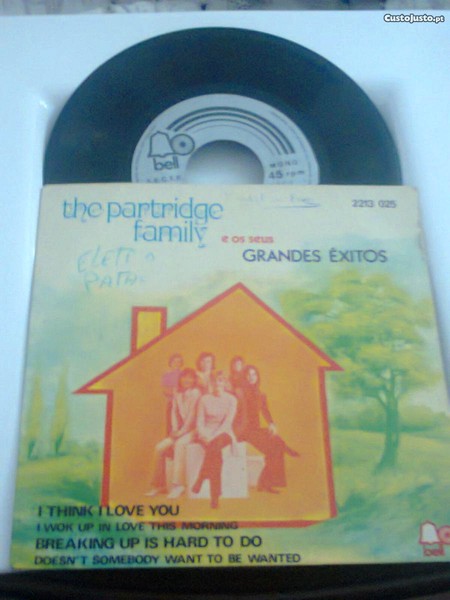 CustoJusto.pt
bell
MONO
45 rpm
the partridge
family
e os seus
2213 025
GRANDES ÊXITOS
I THINK I LOVE YOU
I WOK UP IN LOVE THIS MORNING
BREAKING UP IS HARD TO DO
DOESN'T SOMEBODY WANT TO BE WANTED
bell